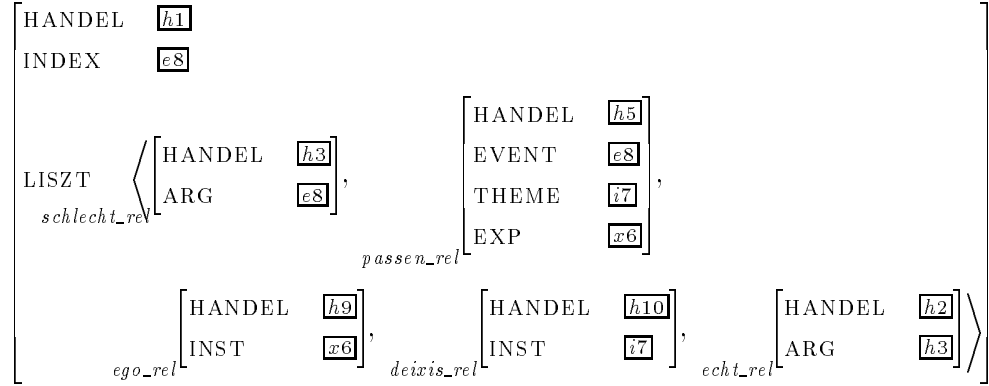 HANDEL h1
INDEX e8
HANDEL h5
HANDEL h3 EVENT e8
LISZT ⟨ , THEME i7 ,
ARG e8
schlecht_rel EXP x6
passen_rel
HANDEL h9 , HANDEL h10 , HANDEL h2 ⟩
INST x6 INST i7 ARG h3
ego_rel deixis_rel echt_rel